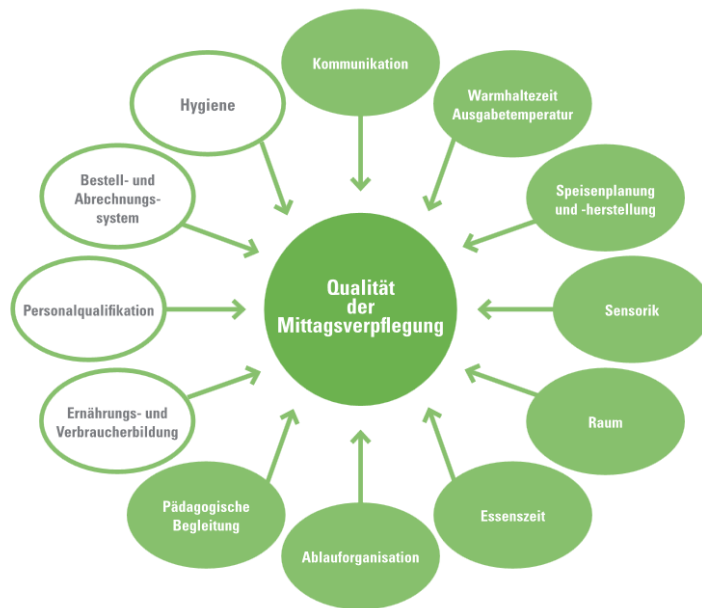 Kommunikation
Warmhaltezeit
Ausgabetemperatur
Speisenplanung
und -herstellung
Sensorik
Raum
Essenszeit
Ablauforganisation
Pädagogische
Begleitung
Ernährungs- und
Verbraucherbildung
Personalqualifikation
Bestell- und
Abrechnungs-
system
Hygiene
Qualität
der
Mittagsverpflegung